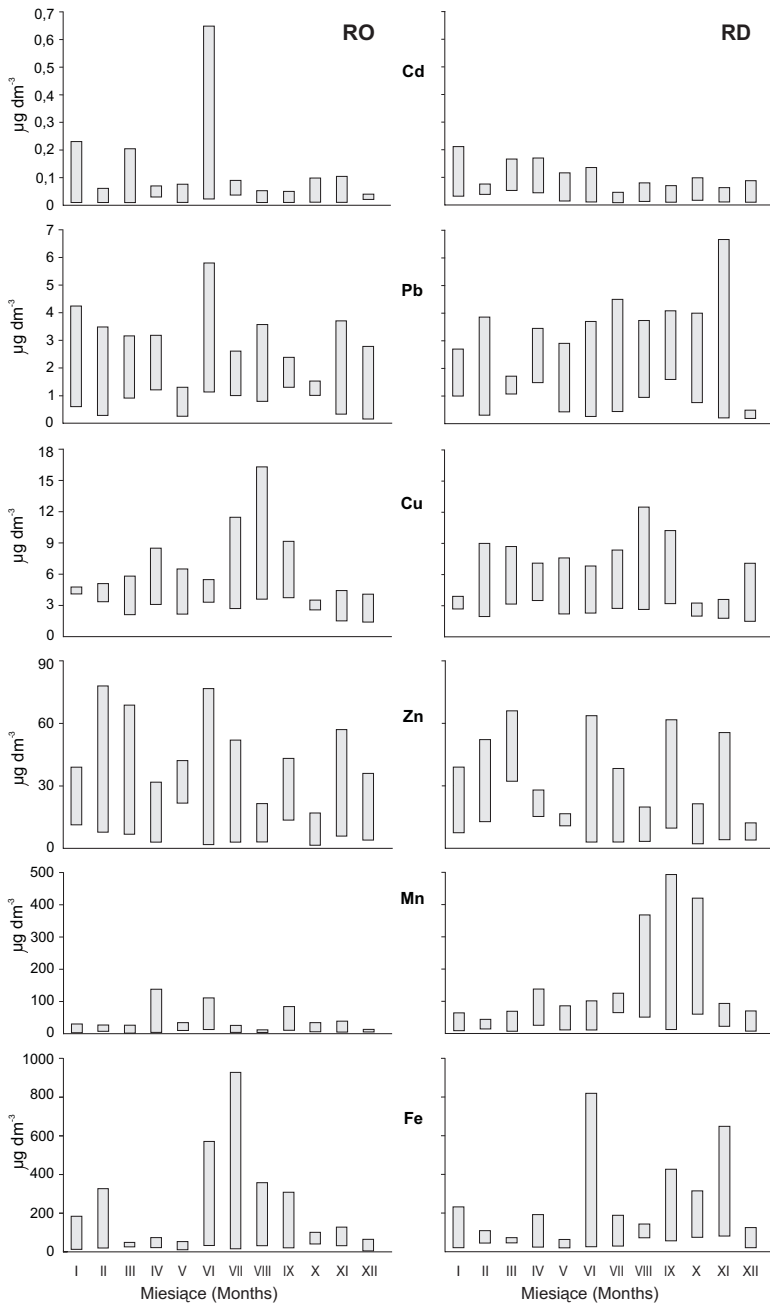 RO
RD
Cd
µg dm-3
0,7
0,6
0,5
0,4
0,3
0,2
0,1
0
Pb
µg dm-3
7
6
5
4
3
2
1
0
Cu
µg dm-3
18
15
12
9
6
3
0
Zn
µg dm-3
90
60
30
0
Mn
µg dm-3
500
400
300
200
100
0
Fe
µg dm-3
1000
800
600
400
200
0
I II III IV V VI VII VIII IX X XI XII
I II III IV V VI VII VIII IX X XI XII
Miesiące (Months)
Miesiące (Months)